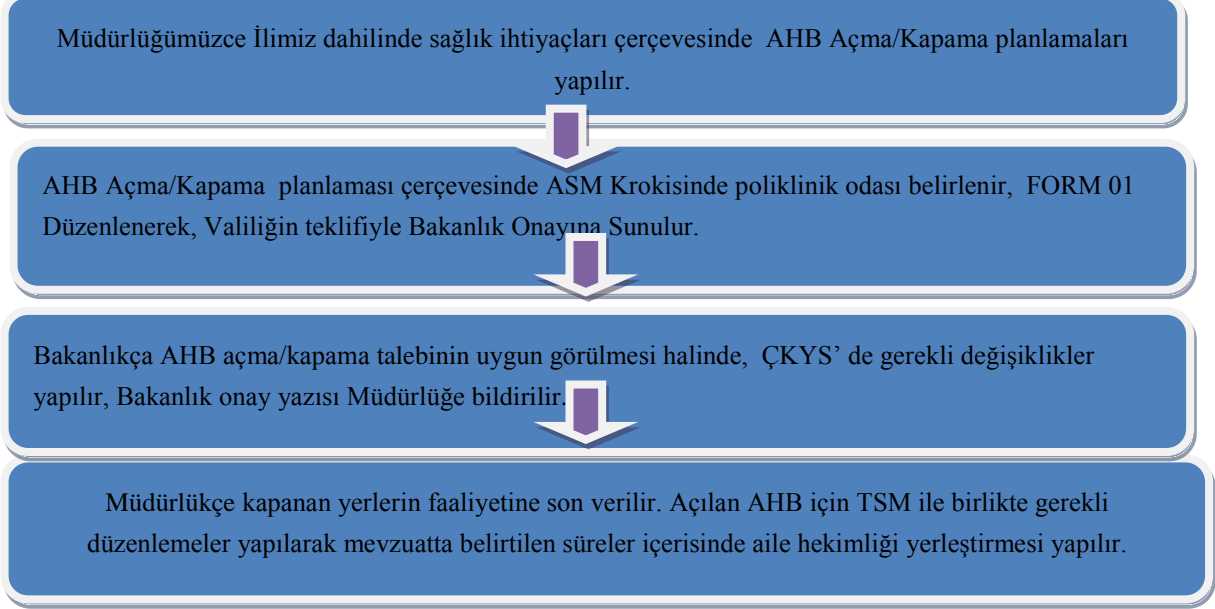 Müdürlüğümüzce İlimiz dahilinde sağlık ihtiyaçları çerçevesinde AHB Açma/Kapama planlamaları
yapılır.
AHB Açma/Kapama planlaması çerçevesinde ASM Krokisinde poliklinik odası belirlenir, FORM 01
Düzenlenerek, Valiliğin teklifiyle Bakanlık Onayına Sunulur.
Bakanlıkça AHB açma/kapama talebinin uygun görülmesi halinde, ÇKYS’ de gerekli değişiklikler
yapılır, Bakanlık onay yazısı Müdürlüğe bildirilir.
Müdürlükçe kapanan yerlerin faaliyetine son verilir. Açılan AHB için TSM ile birlikte gerekli
düzenlemeler yapılarak mevzuatta belirtilen süreler içerisinde aile hekimliği yerleştirmesi yapılır.